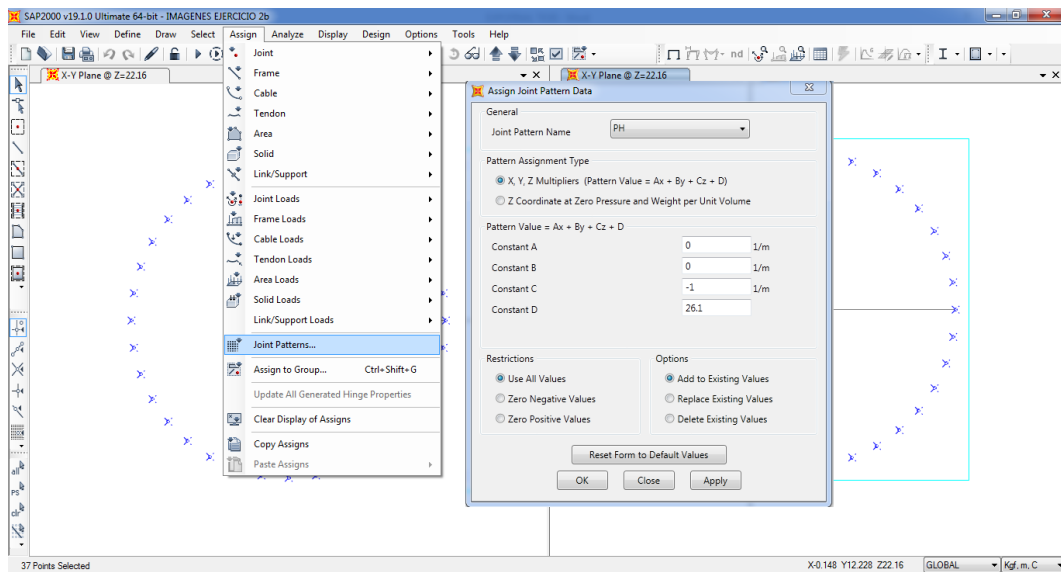 SAP2000 v19.1.0 Ultimate 64-bit - IMAGENES EJERCICIO 2b
File Edit View Define Draw Select Assign Analyze Display Design Options Tools Help
nd
X-Y Plane @ Z=22.16
X-Y Plane @ Z=22.16
Joint
Frame
Cable
Tendon
Area
Solid
Link/Support
Joint Loads
Frame Loads
Cable Loads
Tendon Loads
Area Loads
Solid Loads
Link/Support Loads
Joint Patterns...
Assign to Group... Ctrl+Shift+G
Update All Generated Hinge Properties
Clear Display of Assigns
Copy Assigns
Paste Assigns
all
PS
clr
Assign Joint Pattern Data
General
Joint Pattern Name PH
Pattern Assignment Type
X, Y, Z Multipliers (Pattern Value = Ax + By + Cz + D)
Z Coordinate at Zero Pressure and Weight per Unit Volume
Pattern Value = Ax + By + Cz + D
Constant A 0 1/m
Constant B 0 1/m
Constant C -1 1/m
Constant D 26.1
Restrictions
Use All Values
Zero Negative Values
Zero Positive Values
Options
Add to Existing Values
Replace Existing Values
Delete Existing Values
Reset Form to Default Values
OK Close Apply
37 Points Selected
X-0.148 Y12.228 Z22.16 GLOBAL Kgf, m, C